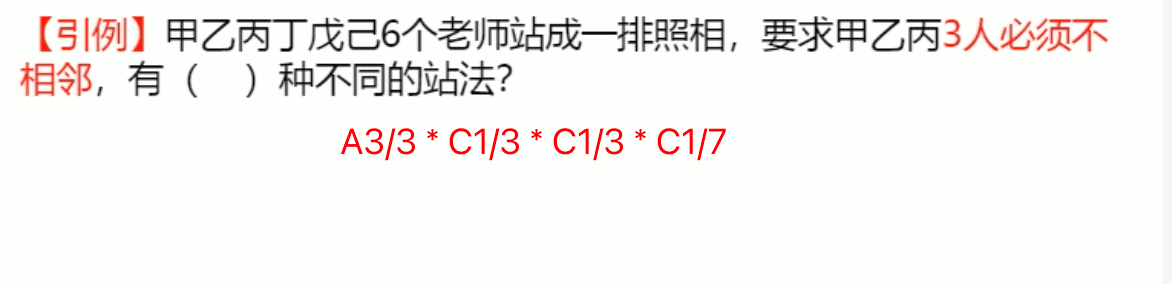 【引例】甲乙丙丁戊己6个老师站成一排照相，要求甲乙丙3人必须不
相邻，有（ ）种不同的站法？
A3/3 * C1/3 * C1/3 * C1/7